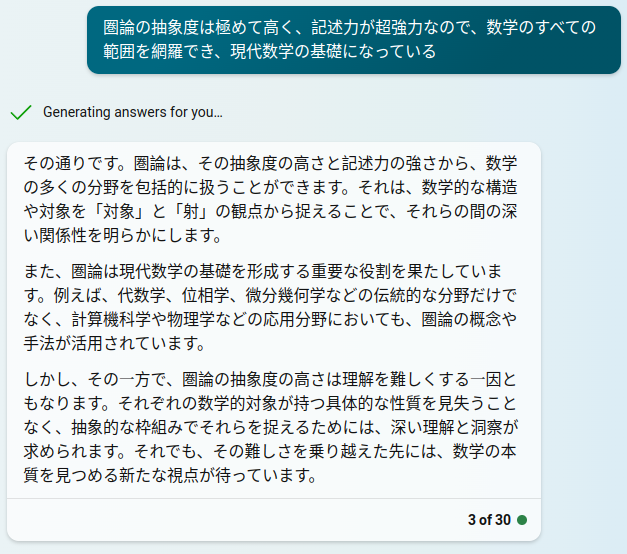 圏論の抽象度は極めて高く、記述力が超強力なので、数学のすべての
範囲を網羅でき、現代数学の基礎になっている
Generating answers for you…
その通りです。圏論は、その抽象度の高さと記述力の強さから、数学
の多くの分野を包括的に扱うことができます。それは、数学的な構造
や対象を「対象」と「射」の観点から捉えることで、それらの間の深
い関係性を明らかにします。
また、圏論は現代数学の基礎を形成する重要な役割を果たしていま
す。例えば、代数学、位相学、微分幾何学などの伝統的な分野だけで
なく、計算機科学や物理学などの応用分野においても、圏論の概念や
手法が活用されています。
しかし、その一方で、圏論の抽象度の高さは理解を難しくする一因と
もなります。それぞれの数学的対象が持つ具体的な性質を見失うこと
なく、抽象的な枠組みでそれらを捉えるためには、深い理解と洞察が
求められます。それでも、その難しさを乗り越えた先には、数学の本
質を見つめる新たな視点が待っています。
3 of 30